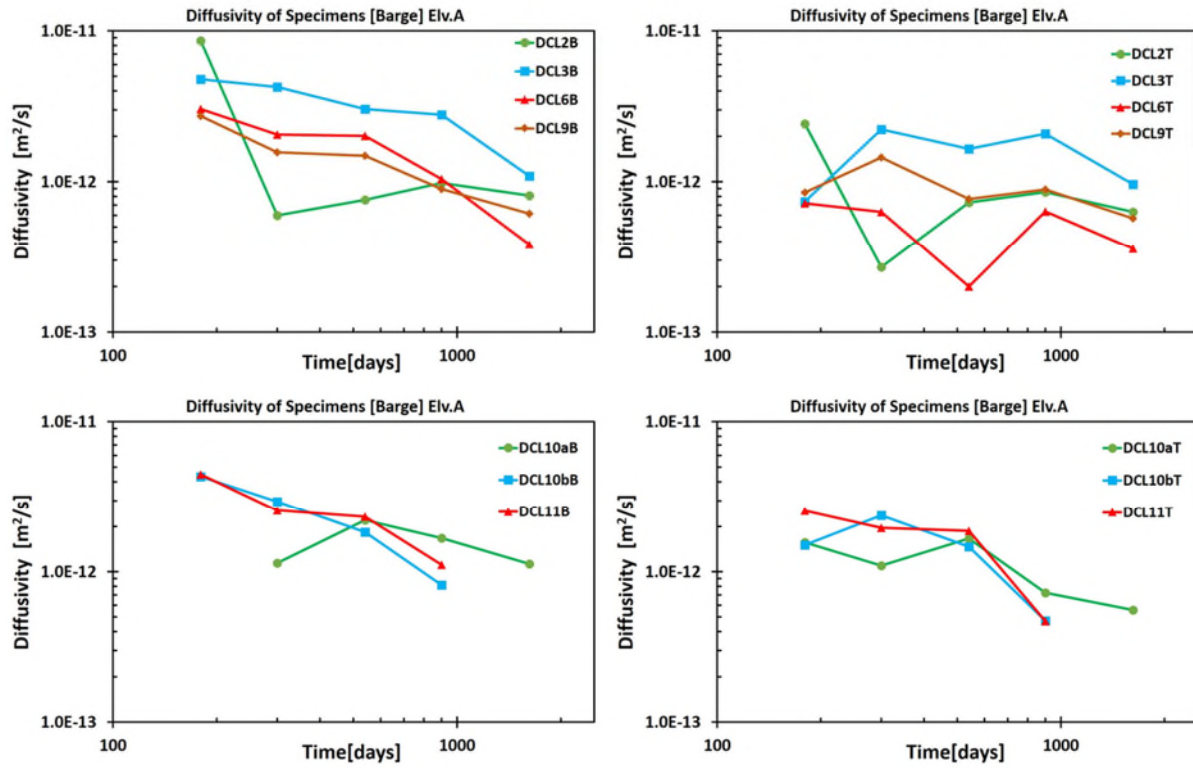 Diffusivity of Specimens [Barge] Elv.A
1.0E-11
1.0E-12
1.0E-13
Diffusivity [m²/s]
DCL2B
DCL3B
DCL6B
DCL9B
100
1000
Time[days]
Diffusivity of Specimens [Barge] Elv.A
1.0E-11
1.0E-12
1.0E-13
Diffusivity [m²/s]
DCL2T
DCL3T
DCL6T
DCL9T
100
1000
Time[days]
Diffusivity of Specimens [Barge] Elv.A
1.0E-11
1.0E-12
1.0E-13
Diffusivity [m²/s]
DCL10aB
DCL10bB
DCL11B
100
1000
Time[days]
Diffusivity of Specimens [Barge] Elv.A
1.0E-11
1.0E-12
1.0E-13
Diffusivity [m²/s]
DCL10aT
DCL10bT
DCL11T
100
1000
Time[days]